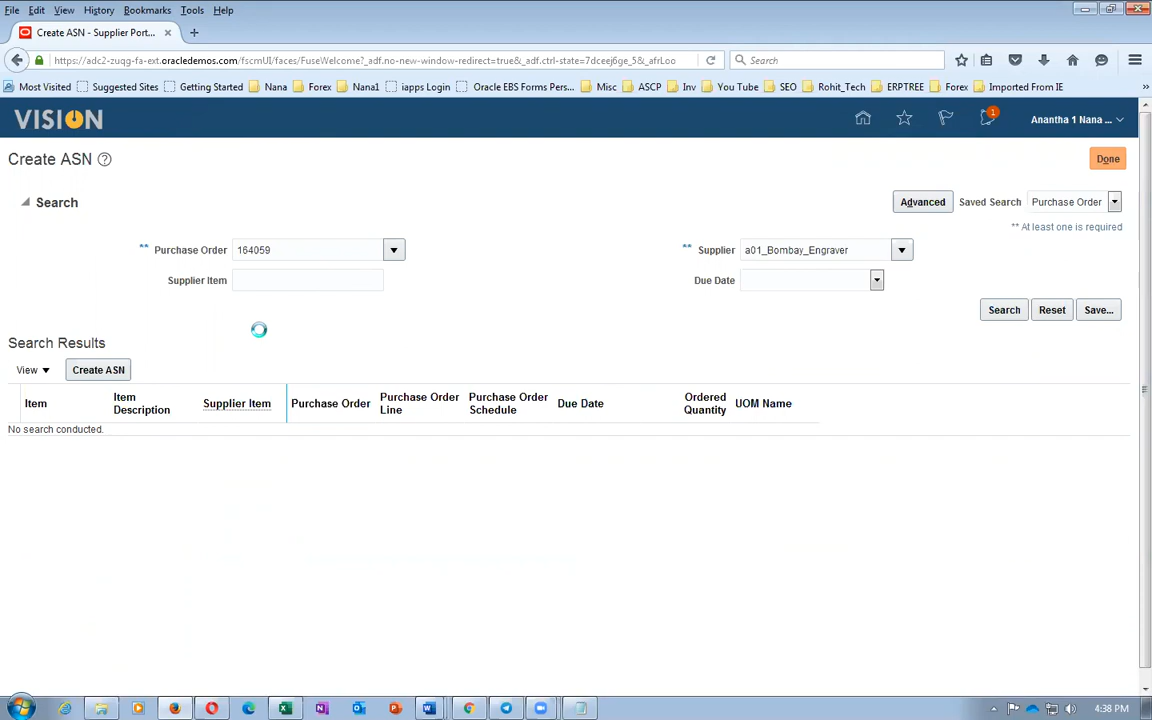 File Edit View History Bookmarks Tools Help
Create ASN - Supplier Port... × +
https://adc2-zuqg-fa-ext.oracledemos.com/fscmUI/faces/FuseWelcome?_adf.no-new-window-redirect=true&_adf.ctrl-state=7dceej6ge_5&_afrLoo Search
Most Visited Suggested Sites Getting Started Nana Forex Nana1 iapps Login Oracle EBS Forms Pers... Misc ASCP Inv You Tube SEO Rohit_Tech ERPTREE Forex Imported From IE »
VISION 1 Anantha 1 Nana ...
Create ASN ? Done
Search Advanced Saved Search Purchase Order
** At least one is required
** Purchase Order 164059 ** Supplier a01_Bombay_Engraver
Supplier Item Due Date
Search Reset Save...
Search Results
View Create ASN
Item Item Description Supplier Item Purchase Order Purchase Order Line Purchase Order Schedule Due Date Ordered Quantity UOM Name
No search conducted.
4:38 PM